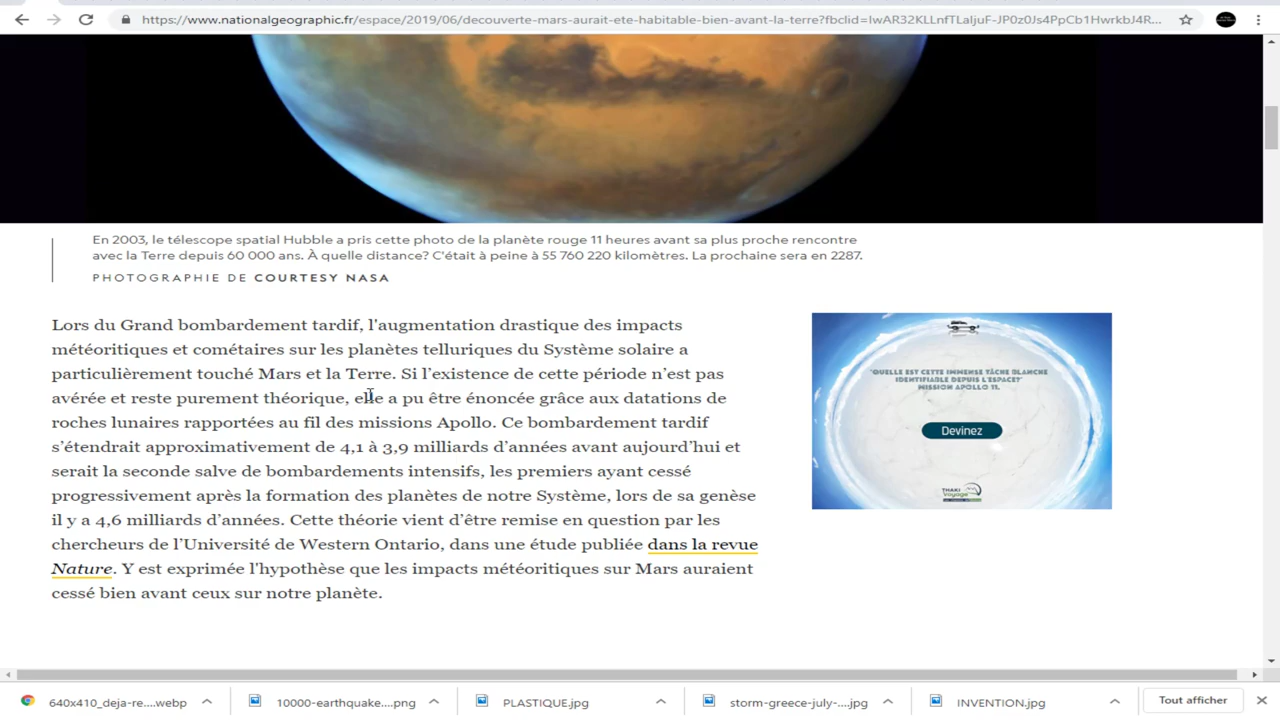 https://www.nationalgeographic.fr/espace/2019/06/decouverte-mars-aurait-ete-habitable-bien-avant-la-terre?fbclid=IwAR32KLLnfTLaljuF-JP0z0Js4PpCb1HwrkbJ4R...
En 2003, le télescope spatial Hubble a pris cette photo de la planète rouge 11 heures avant sa plus proche rencontre
avec la Terre depuis 60 000 ans. À quelle distance? C'était à peine à 55 760 220 kilomètres. La prochaine sera en 2287.
PHOTOGRAPHIE DE COURTESY NASA
Lors du Grand bombardement tardif, l'augmentation drastique des impacts
météoritiques et cométaires sur les planètes telluriques du Système solaire a
particulièrement touché Mars et la Terre. Si l'existence de cette période n'est pas
avérée et reste purement théorique, elle a pu être énoncée grâce aux datations de
roches lunaires rapportées au fil des missions Apollo. Ce bombardement tardif
s'étendrait approximativement de 4,1 à 3,9 milliards d'années avant aujourd'hui et
serait la seconde salve de bombardements intensifs, les premiers ayant cessé
progressivement après la formation des planètes de notre Système, lors de sa genèse
il y a 4,6 milliards d'années. Cette théorie vient d'être remise en question par les
chercheurs de l'Université de Western Ontario, dans une étude publiée dans la revue
Nature. Y est exprimée l'hypothèse que les impacts météoritiques sur Mars auraient
cessé bien avant ceux sur notre planète.
"QUELLE EST CETTE IMMENSE TÂCHE BLANCHE
IDENTIFIABLE DEPUIS L'ESPACE?"
MISSION APOLLO 11.
Devinez
THAKI
Voyage
640x410_deja-re....webp
10000-earthquake....png
PLASTIQUE.jpg
storm-greece-july-....jpg
INVENTION.jpg
Tout afficher